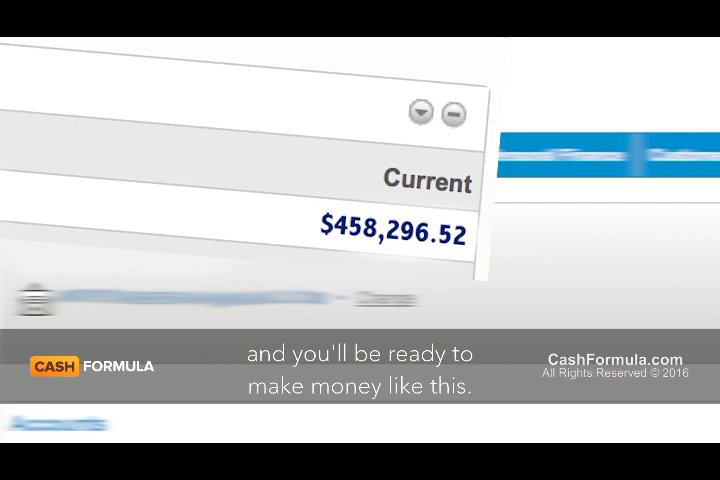 Current
$458,296.52
and you'll be ready to
make money like this.
CASH FORMULA
CashFormula.com
All Rights Reserved © 2016
Accounts